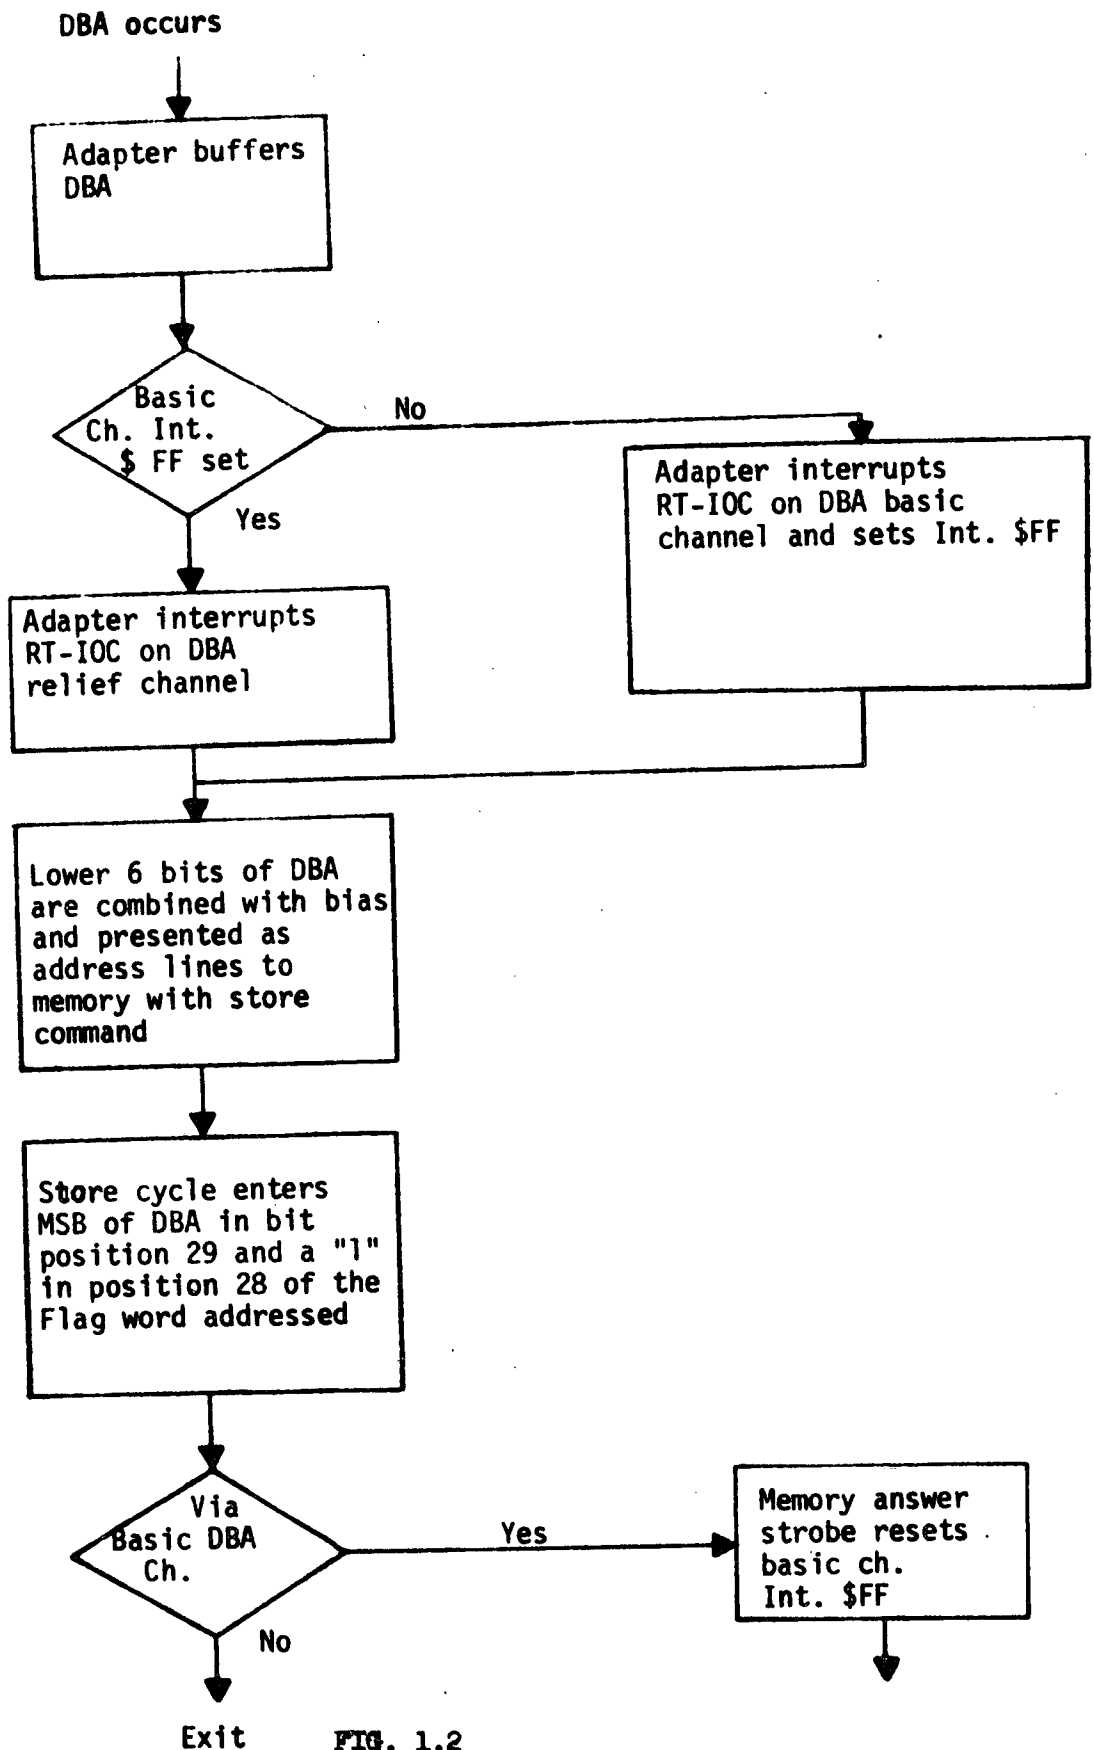 DBA occurs
Adapter buffers
DBA
Basic
Ch. Int.
$ FF set
No
Yes
Adapter interrupts
RT-IOC on DBA basic
channel and sets Int. $FF
Adapter interrupts
RT-IOC on DBA
relief channel
Lower 6 bits of DBA
are combined with bias
and presented as
address lines to
memory with store
command
Store cycle enters
MSB of DBA in bit
position 29 and a "1"
in position 28 of the
Flag word addressed
Via
Basic DBA
Ch.
Yes
No
Memory answer
strobe resets
basic ch.
Int. $FF
Exit
FIG. 1.2